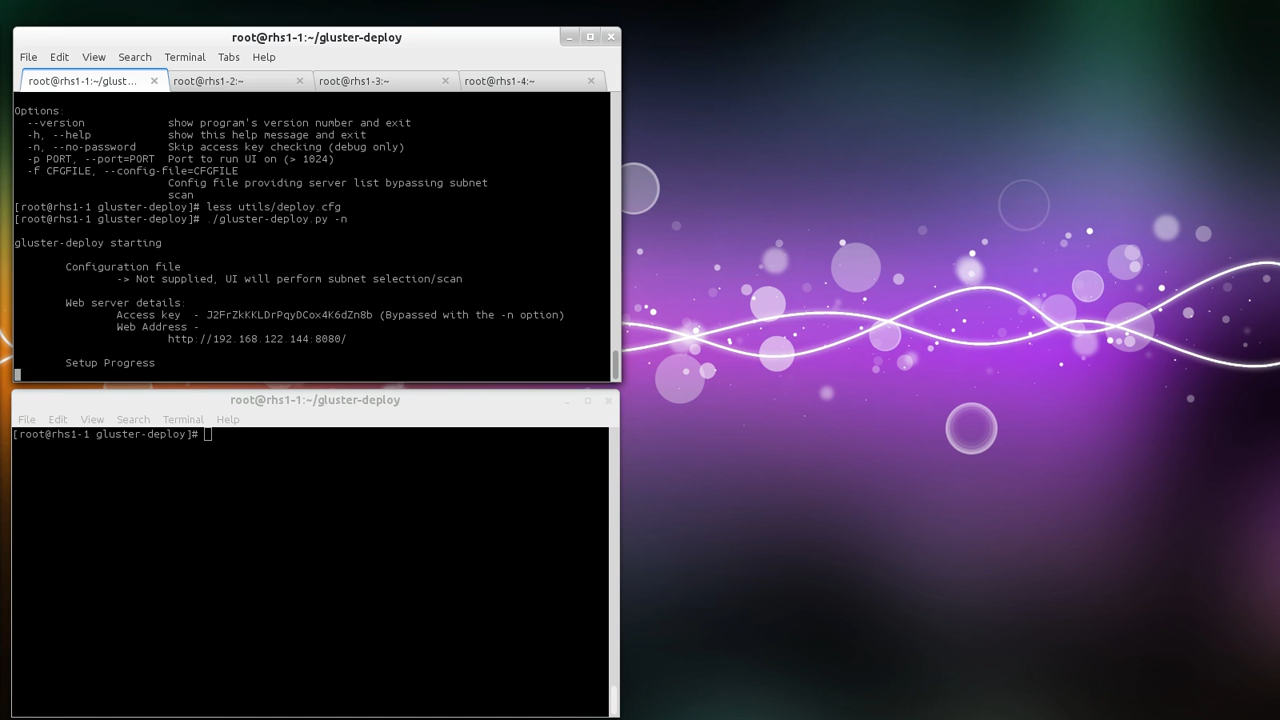 root@rhs1-1:~/gluster-deploy
File Edit View Search Terminal Tabs Help
root@rhs1-1:~/glust... root@rhs1-2:~ root@rhs1-3:~ root@rhs1-4:~
Options:
--version show program's version number and exit
-h, --help show this help message and exit
-n, --no-password Skip access key checking (debug only)
-p PORT, --port=PORT Port to run UI on (> 1024)
-f CFGFILE, --config-file=CFGFILE
Config file providing server list bypassing subnet
scan
[root@rhs1-1 gluster-deploy]# less utils/deploy.cfg
[root@rhs1-1 gluster-deploy]# ./gluster-deploy.py -n
gluster-deploy starting
Configuration file
-> Not supplied, UI will perform subnet selection/scan
Web server details:
Access key - J2FrZkKKLDrPqyDCox4K6dZn8b (Bypassed with the -n option)
Web Address -
http://192.168.122.144:8080/
Setup Progress
root@rhs1-1:~/gluster-deploy
File Edit View Search Terminal Help
[root@rhs1-1 gluster-deploy]#